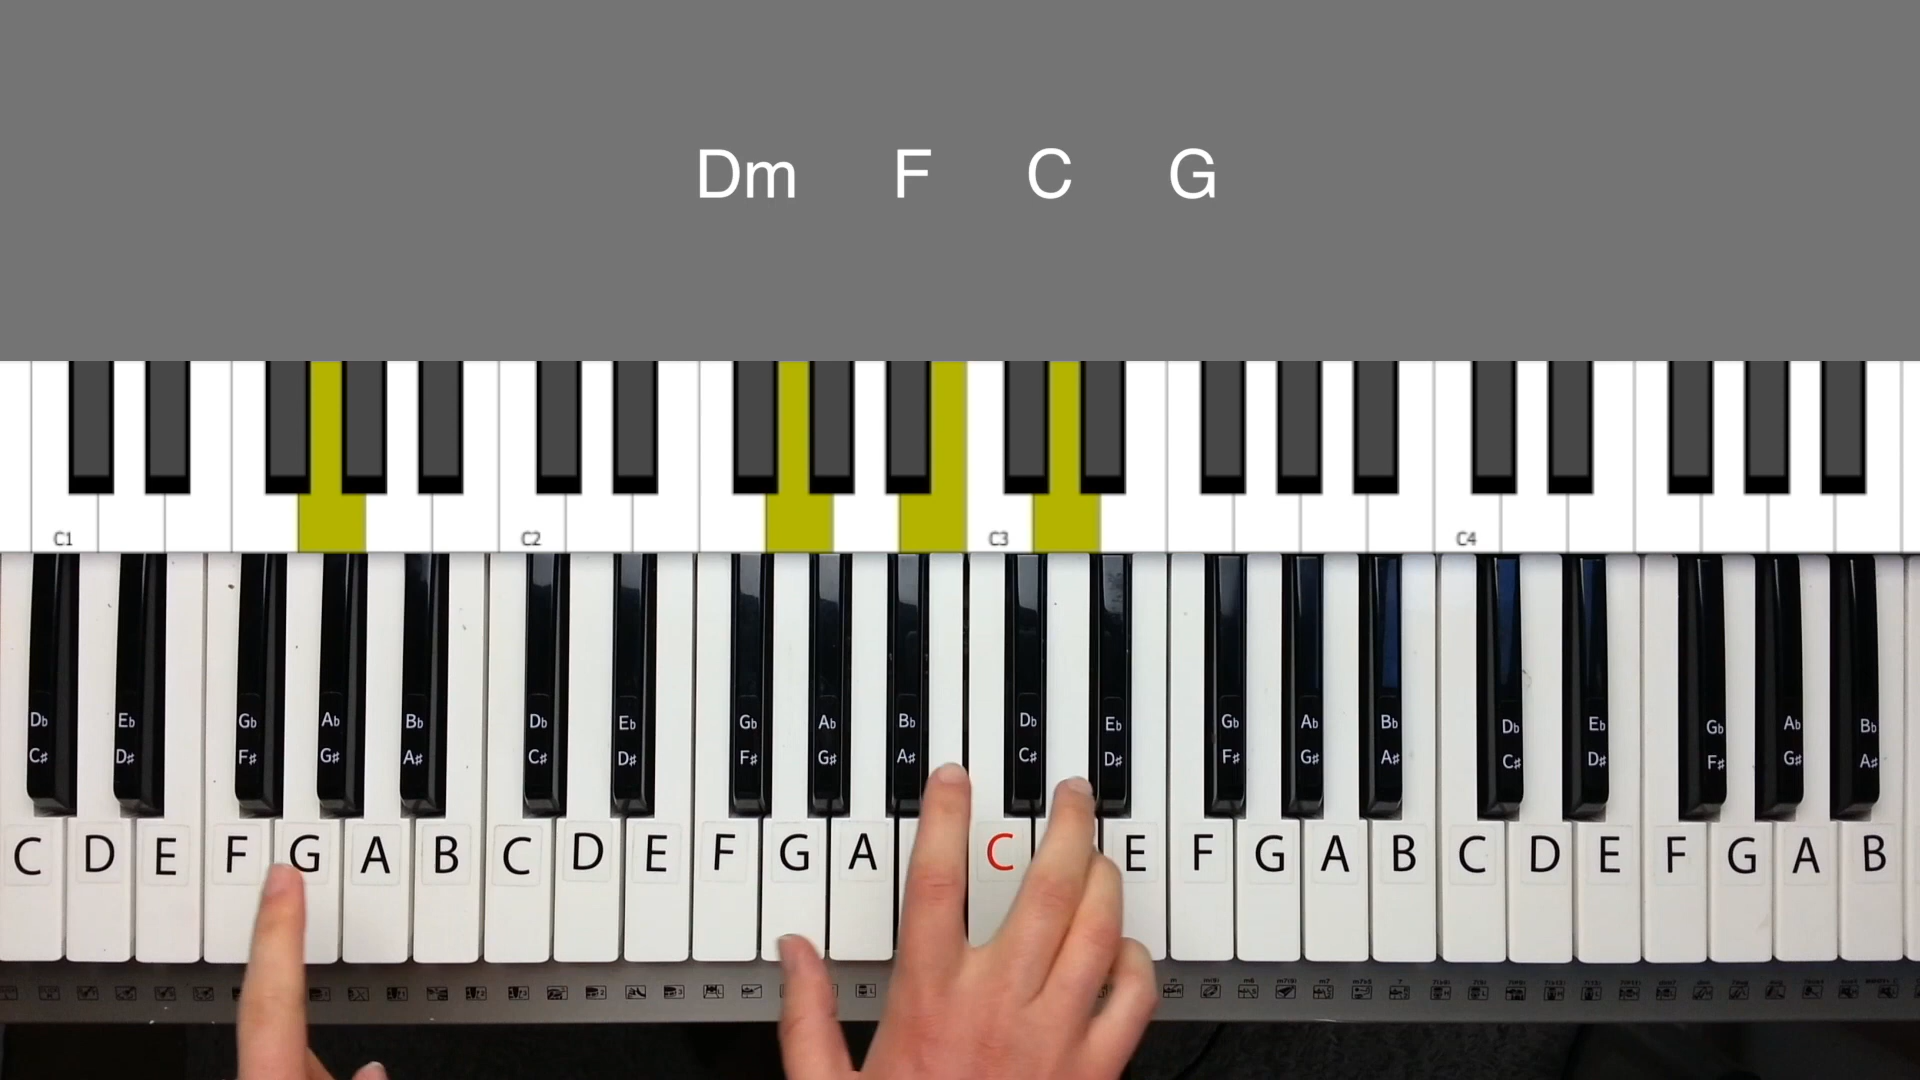 Dm F C G
C1 C2 C3 C4
Db Eb Gb Ab Bb Db Eb Gb Ab Bb Db Eb Gb Ab Bb Db Eb Gb Ab Bb
C♯ D♯ F♯ G♯ A♯ C♯ D♯ F♯ G♯ A♯ C♯ D♯ F♯ G♯ A♯ C♯ D♯ F♯ G♯ A♯
C D E F G A B C D E F G A C E F G A B C D E F G A B